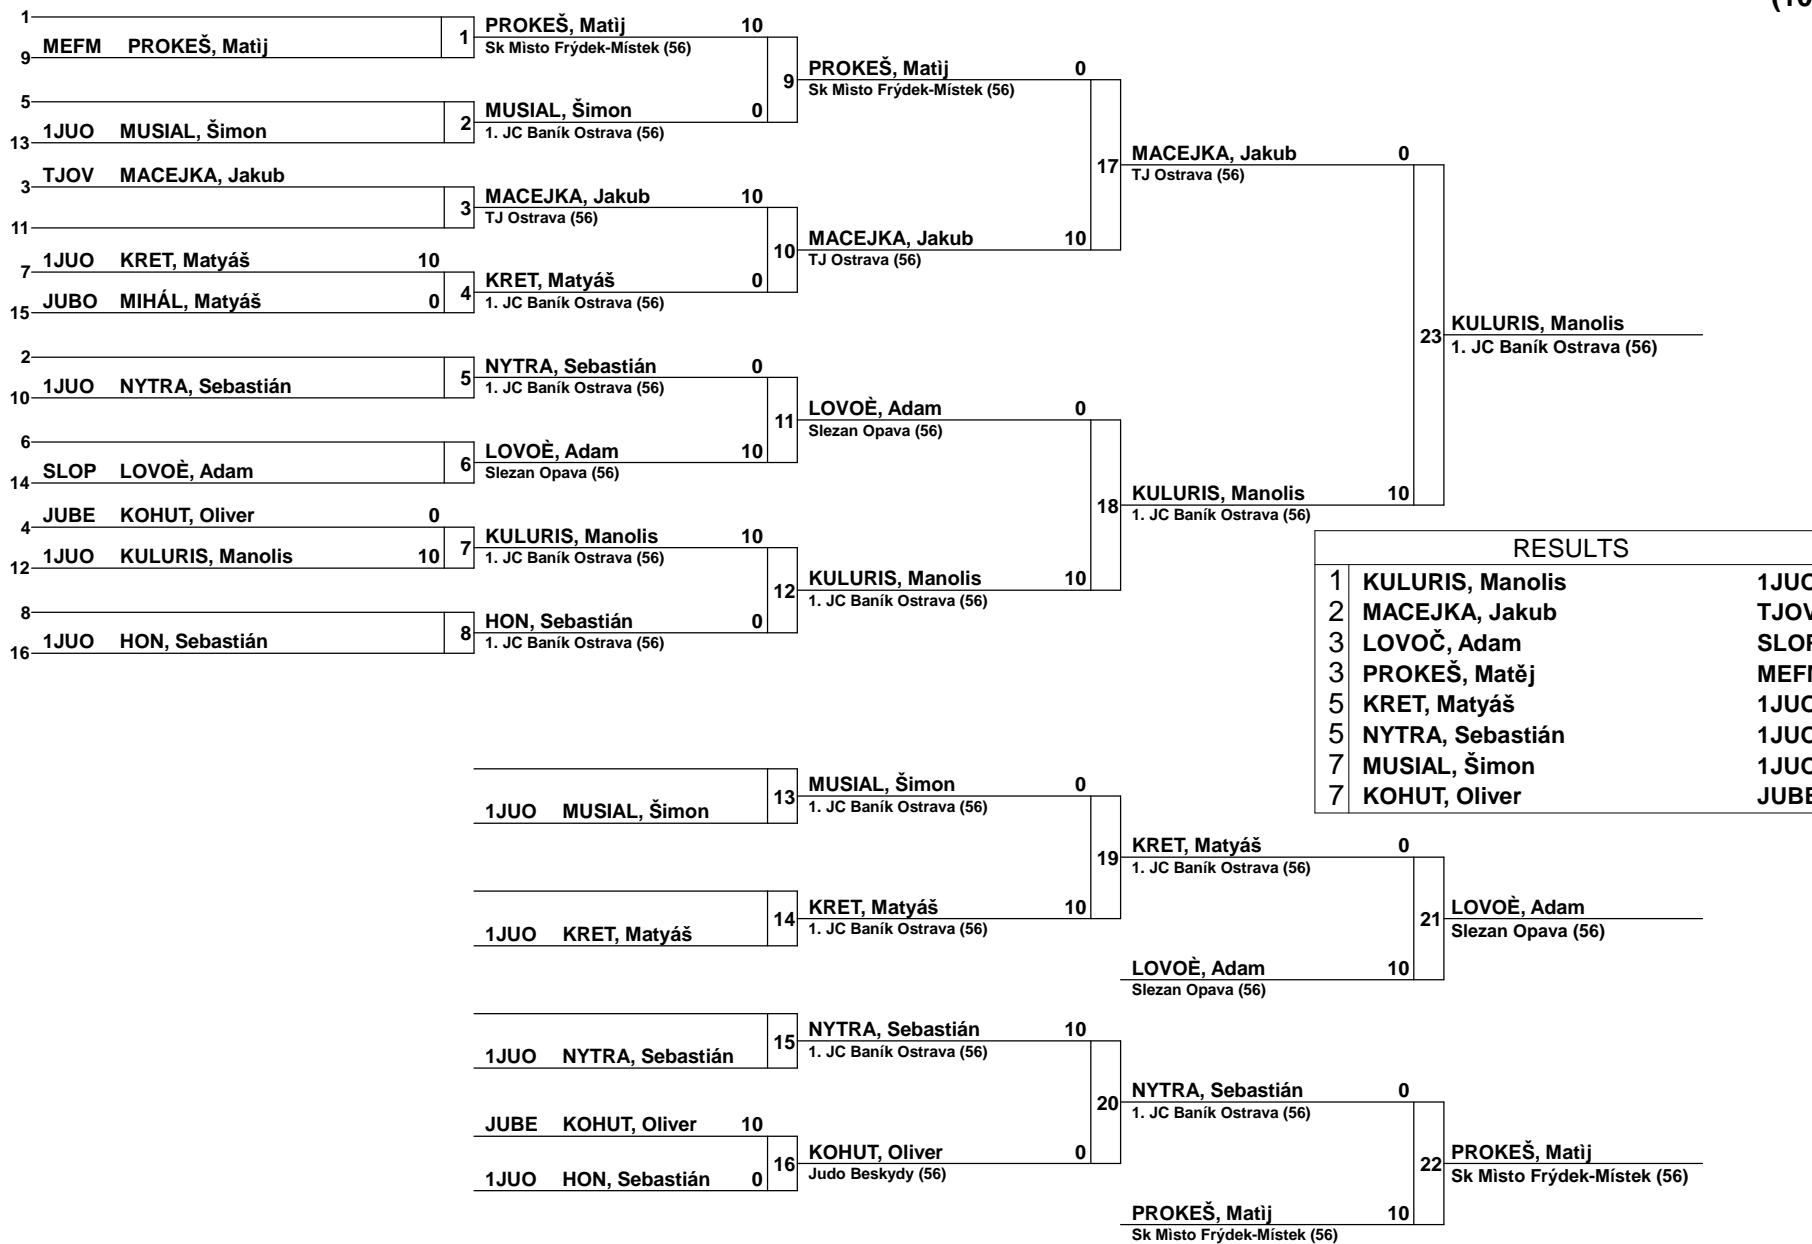 (10
1
MEFM PROKEŠ, Matìj
9
1
5
1JUO MUSIAL, Šimon
13
2
TJOV MACEJKA, Jakub
3
11
3
1JUO KRET, Matyáš 10
7
JUBO MIHÁL, Matyáš 0
15
4
2
1JUO NYTRA, Sebastián
10
5
6
SLOP LOVOÈ, Adam
14
6
JUBE KOHUT, Oliver 0
4
1JUO KULURIS, Manolis 10
12
7
8
1JUO HON, Sebastián
16
8
PROKEŠ, Matìj 10
Sk Mìsto Frýdek-Místek (56)
MUSIAL, Šimon 0
1. JC Baník Ostrava (56)
9
MACEJKA, Jakub 10
TJ Ostrava (56)
KRET, Matyáš 0
1. JC Baník Ostrava (56)
10
NYTRA, Sebastián 0
1. JC Baník Ostrava (56)
LOVOÈ, Adam 10
Slezan Opava (56)
11
KULURIS, Manolis 10
1. JC Baník Ostrava (56)
HON, Sebastián 0
1. JC Baník Ostrava (56)
12
PROKEŠ, Matìj 0
Sk Mìsto Frýdek-Místek (56)
MACEJKA, Jakub 10
TJ Ostrava (56)
17
LOVOÈ, Adam 0
Slezan Opava (56)
KULURIS, Manolis 10
1. JC Baník Ostrava (56)
18
MACEJKA, Jakub 0
TJ Ostrava (56)
KULURIS, Manolis 10
1. JC Baník Ostrava (56)
23
KULURIS, Manolis
1. JC Baník Ostrava (56)
RESULTS
1 KULURIS, Manolis 1JUO
2 MACEJKA, Jakub TJOV
3 LOVOČ, Adam SLOP
3 PROKEŠ, Matěj MEFM
5 KRET, Matyáš 1JUO
5 NYTRA, Sebastián 1JUO
7 MUSIAL, Šimon 1JUO
7 KOHUT, Oliver JUBE
1JUO MUSIAL, Šimon
13
1JUO KRET, Matyáš
14
1JUO NYTRA, Sebastián
15
JUBE KOHUT, Oliver 10
1JUO HON, Sebastián 0
16
MUSIAL, Šimon 0
1. JC Baník Ostrava (56)
KRET, Matyáš 10
1. JC Baník Ostrava (56)
19
NYTRA, Sebastián 10
1. JC Baník Ostrava (56)
KOHUT, Oliver 0
Judo Beskydy (56)
20
KRET, Matyáš 0
1. JC Baník Ostrava (56)
LOVOÈ, Adam 10
Slezan Opava (56)
21
NYTRA, Sebastián 0
1. JC Baník Ostrava (56)
PROKEŠ, Matìj 10
Sk Mìsto Frýdek-Místek (56)
22
LOVOÈ, Adam
Slezan Opava (56)
PROKEŠ, Matìj
Sk Mìsto Frýdek-Místek (56)